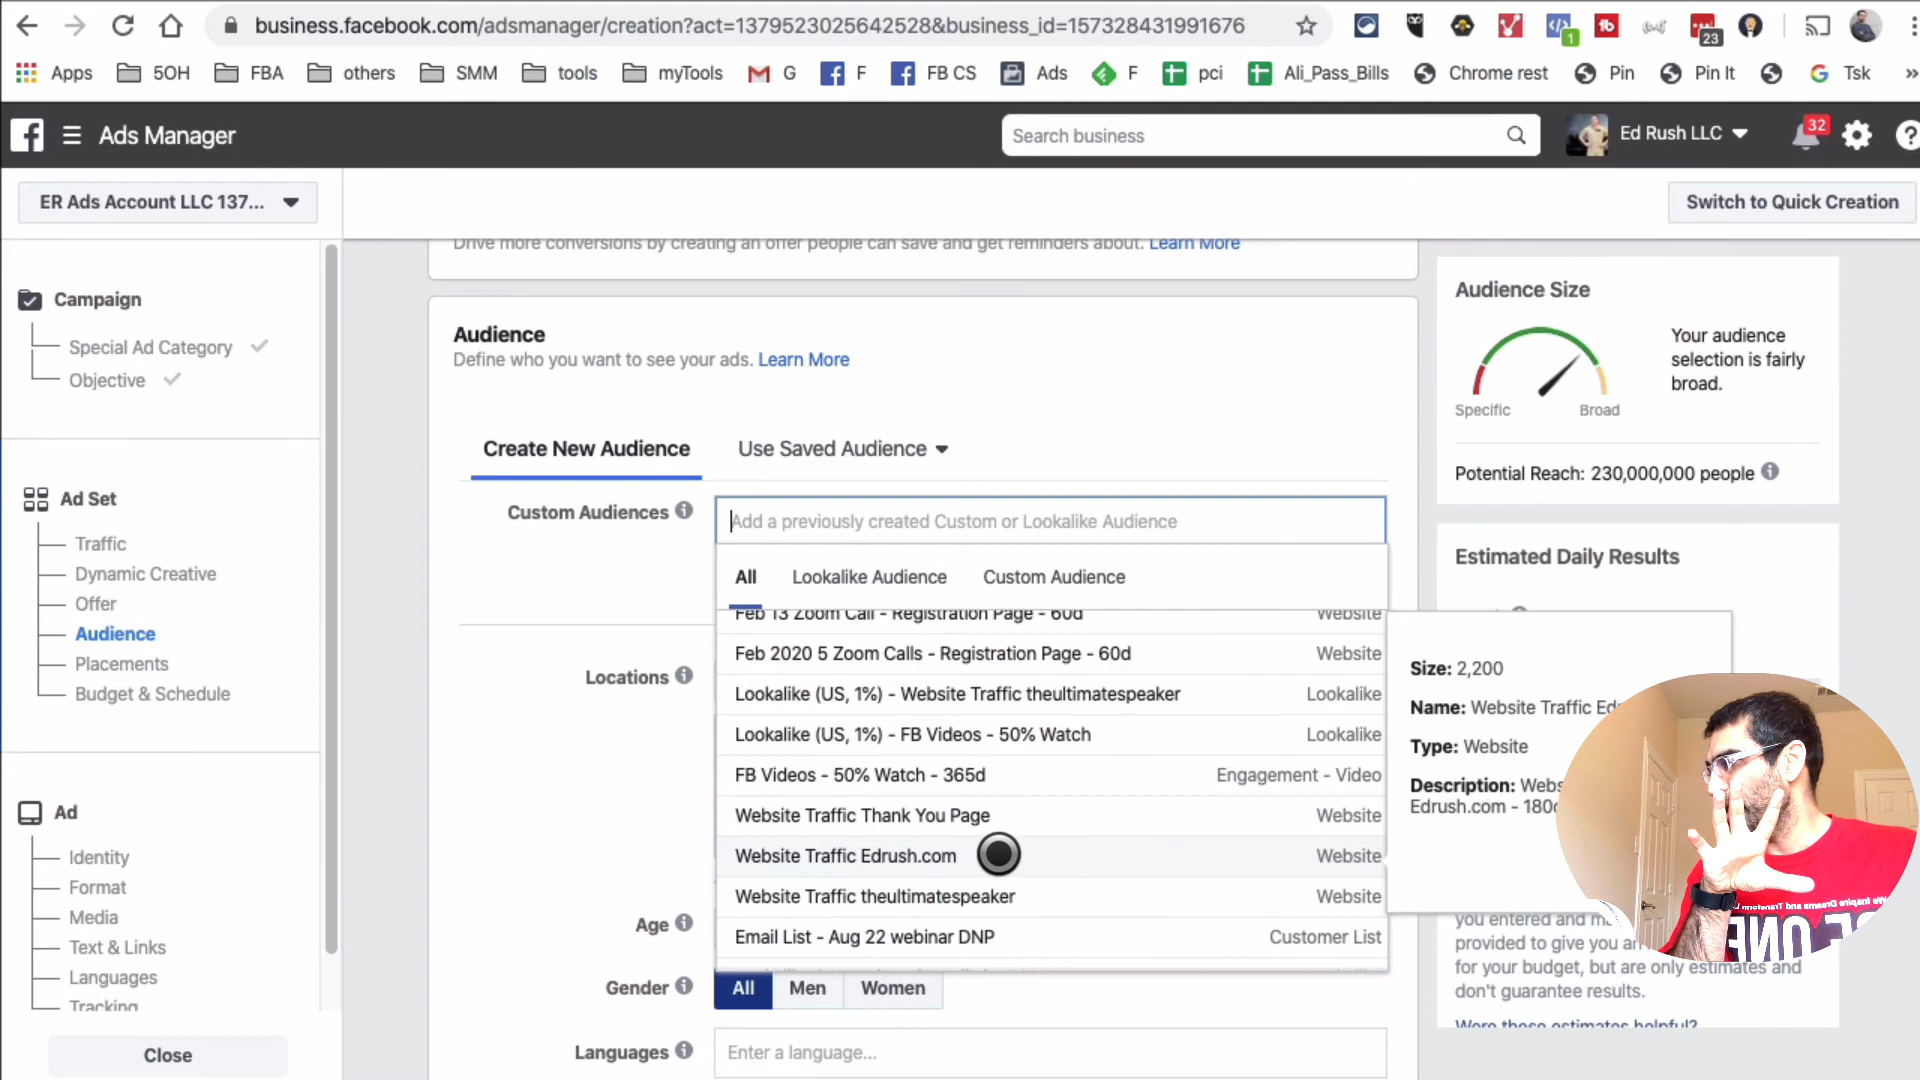 business.facebook.com/adsmanager/creation?act=1379523025642528&business_id=157328431991676
1
23
Apps
5OH
FBA
others
SMM
tools
myTools
G
F
FB CS
Ads
F
pci
Ali_Pass_Bills
Chrome rest
Pin
Pin It
Tsk
»
Ads Manager
Search business
Ed Rush LLC
32
ER Ads Account LLC 137...
Switch to Quick Creation
Drive more conversions by creating an offer people can save and get reminders about. Learn More
Campaign
Special Ad Category
Objective
Ad Set
Traffic
Dynamic Creative
Offer
Audience
Placements
Budget & Schedule
Ad
Identity
Format
Media
Text & Links
Languages
Tracking
Close
Audience
Define who you want to see your ads. Learn More
Create New Audience
Use Saved Audience
Custom Audiences
Add a previously created Custom or Lookalike Audience
All
Lookalike Audience
Custom Audience
Feb 13 Zoom Call - Registration Page - 60d Website
Feb 2020 5 Zoom Calls - Registration Page - 60d Website
Lookalike (US, 1%) - Website Traffic theultimatespeaker Lookalike
Lookalike (US, 1%) - FB Videos - 50% Watch Lookalike
FB Videos - 50% Watch - 365d Engagement - Video
Website Traffic Thank You Page Website
Website Traffic Edrush.com Website
Website Traffic theultimatespeaker Website
Email List - Aug 22 webinar DNP Customer List
Locations
Age
Gender
All
Men
Women
Languages
Enter a language...
Audience Size
Specific
Broad
Your audience
selection is fairly
broad.
Potential Reach: 230,000,000 people
Estimated Daily Results
Size: 2,200
Name: Website Traffic Ed
Type: Website
Description: Webs
Edrush.com - 180d
you entered and
provided to give you an
for your budget, but are only estimates and
don't guarantee results.
Were these estimates helpful?